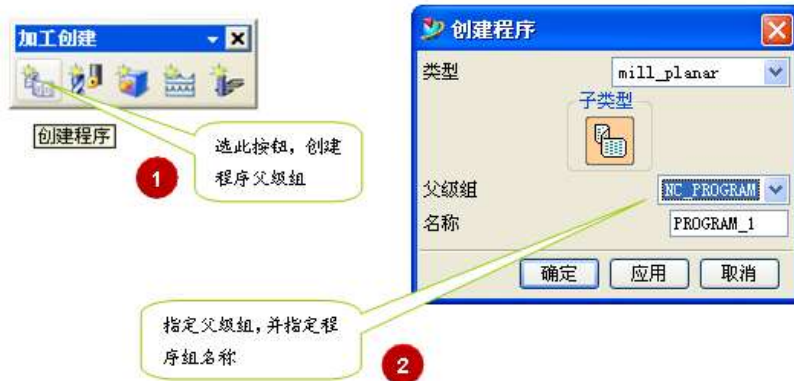 加工创建
创建程序
选此按钮，创建
程序父级组
1
创建程序
类型
mill_planar
子类型
父级组
NC_PROGRAM
名称
PROGRAM_1
确定
应用
取消
指定父级组，并指定程
序组名称
2